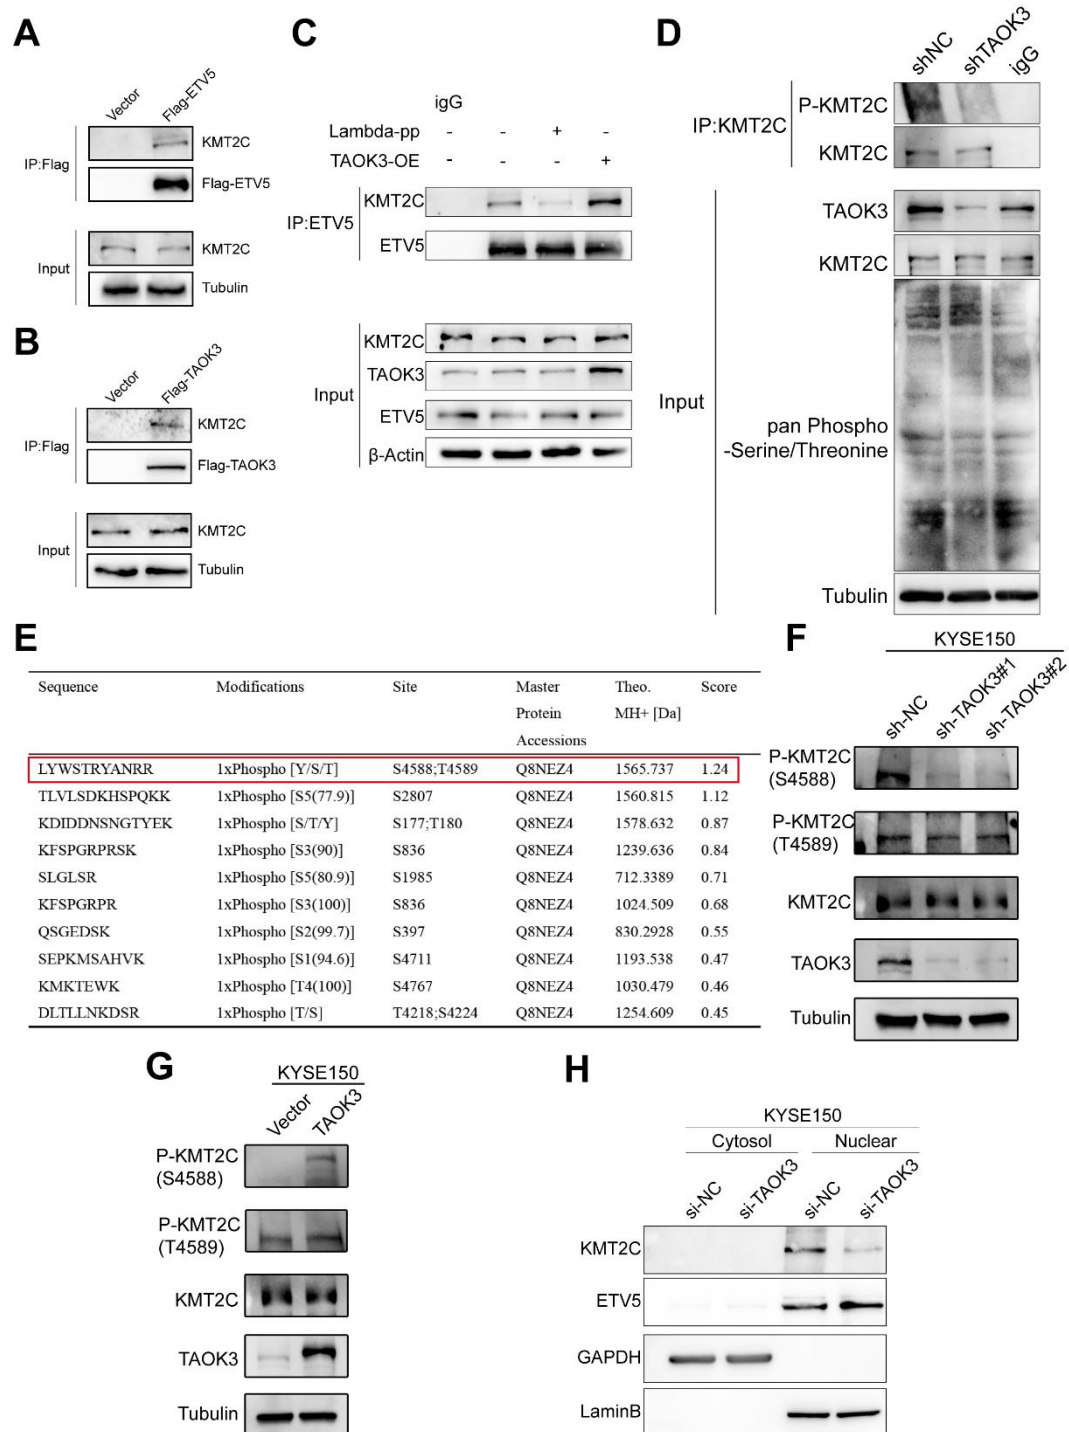 A
Vector
Flag-ETV5
IP:Flag
KMT2C
Flag-ETV5
Input
KMT2C
Tubulin
B
Vector
Flag-TAOK3
IP:Flag
KMT2C
Flag-TAOK3
Input
KMT2C
Tubulin
C
igG
Lambda-pp - - + -
TAOK3-OE - - - +
IP:ETV5
KMT2C
ETV5
Input
KMT2C
TAOK3
ETV5
β-Actin
D
shNC
shTAOK3
igG
IP:KMT2C
P-KMT2C
KMT2C
Input
TAOK3
KMT2C
pan Phospho
-Serine/Threonine
Tubulin
E
Sequence Modifications Site Master Theo. Score
Protein MH+ [Da]
Accessions
LYWSTRYANRR 1xPhospho [Y/S/T] S4588;T4589 Q8NEZ4 1565.737 1.24
TLVLSDKHSPQKK 1xPhospho [S5(77.9)] S2807 Q8NEZ4 1560.815 1.12
KDIDDNSNGTYEK 1xPhospho [S/T/Y] S177;T180 Q8NEZ4 1578.632 0.87
KFSPGRPRSK 1xPhospho [S3(90)] S836 Q8NEZ4 1239.636 0.84
SLGLSR 1xPhospho [S5(80.9)] S1985 Q8NEZ4 712.3389 0.71
KFSPGRPR 1xPhospho [S3(100)] S836 Q8NEZ4 1024.509 0.68
QSGEDSK 1xPhospho [S2(99.7)] S397 Q8NEZ4 830.2928 0.55
SEPKMSAHVK 1xPhospho [S1(94.6)] S4711 Q8NEZ4 1193.538 0.47
KMKTEWK 1xPhospho [T4(100)] S4767 Q8NEZ4 1030.479 0.46
DLTLLNKDSR 1xPhospho [T/S] T4218;S4224 Q8NEZ4 1254.609 0.45
F
KYSE150
sh-NC
sh-TAOK3#1
sh-TAOK3#2
P-KMT2C
(S4588)
P-KMT2C
(T4589)
KMT2C
TAOK3
Tubulin
G
KYSE150
Vector
TAOK3
P-KMT2C
(S4588)
P-KMT2C
(T4589)
KMT2C
TAOK3
Tubulin
H
KYSE150
Cytosol Nuclear
si-NC
si-TAOK3
si-NC
si-TAOK3
KMT2C
ETV5
GAPDH
LaminB